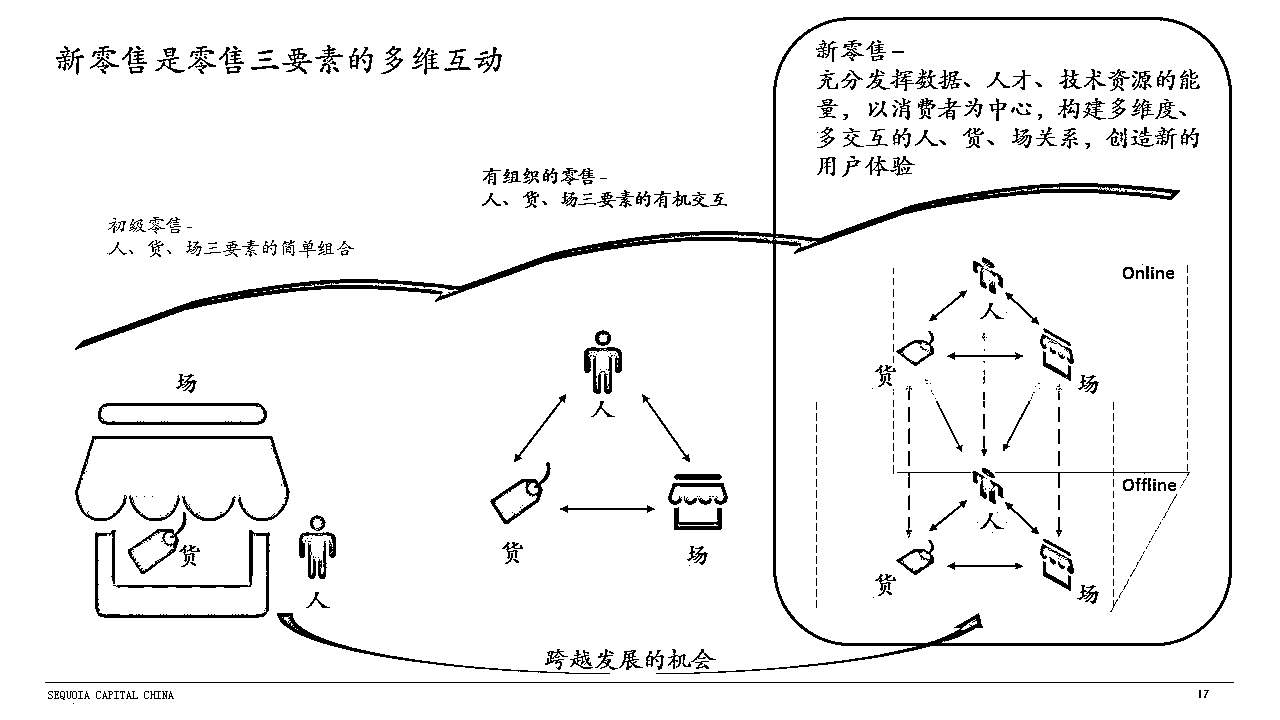 新零售是零售三要素的多维互动
新零售–
充分发挥数据、人才、技术资源的能
量，以消费者为中心，构建多维度、
多交互的人、货、场关系，创造新的
用户体验
有组织的零售–
人、货、场三要素的有机交互
初级零售-
人、货、场三要素的简单组合
场
货
人
人
货
场
Online
人
货
场
Offline
人
货
场
跨越发展的机会
SEQUOIA CAPITAL CHINA
17